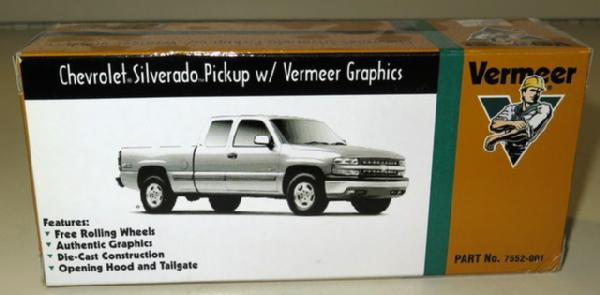 Chevrolet® Silverado™ Pickup w/ Vermeer Graphics
Vermeer®
Features:
Free Rolling Wheels
Authentic Graphics
Die-Cast Construction
Opening Hood and Tailgate
PART No. 7552-001